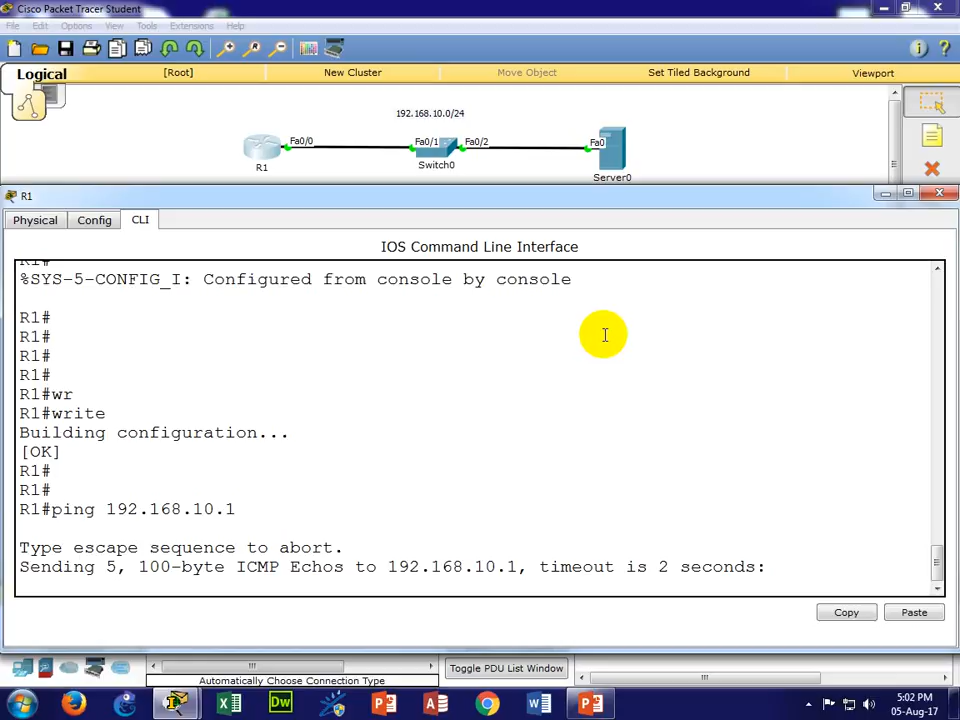 Cisco Packet Tracer Student
File Edit Options View Tools Extensions Help
Logical [Root] New Cluster Move Object Set Tiled Background Viewport
192.168.10.0/24
Fa0/0 Fa0/1 Fa0/2 Fa0
R1 Switch0 Server0
R1
Physical Config CLI
IOS Command Line Interface
R1#
%SYS-5-CONFIG_I: Configured from console by console
R1#
R1#
R1#
R1#
R1#wr
R1#write
Building configuration...
[OK]
R1#
R1#
R1#ping 192.168.10.1
Type escape sequence to abort.
Sending 5, 100-byte ICMP Echos to 192.168.10.1, timeout is 2 seconds:
Copy Paste
Toggle PDU List Window
Automatically Choose Connection Type
5:02 PM
05-Aug-17